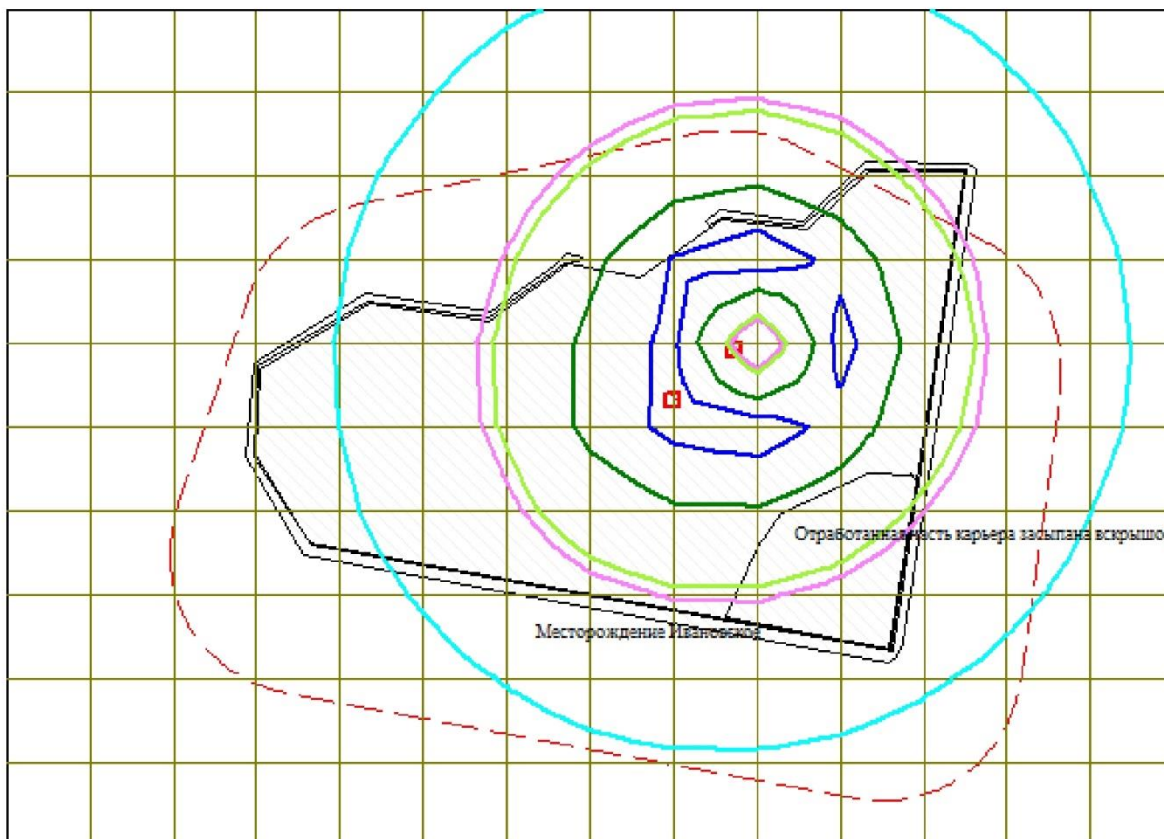 Отработанная часть карьера засыпана вскрышо
Месторождение Ивановское